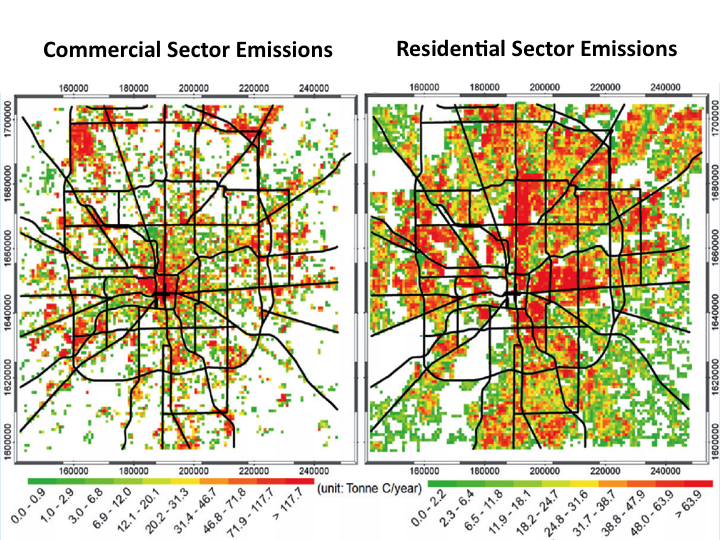 Commercial Sector Emissions
Residential Sector Emissions
160000 180000 200000 220000 240000
160000 180000 200000 220000 240000
1700000
1680000
1660000
1640000
1620000
1600000
1700000
1680000
1660000
1640000
1620000
1600000
160000 180000 200000 220000 240000
160000 180000 200000 220000 240000
(unit: Tonne C/year)
0.0 - 0.9
1.0 - 2.9
3.0 - 6.8
6.9 - 12.0
12.1 - 20.1
20.2 - 31.3
31.4 - 46.7
46.8 - 71.8
71.9 - 117.7
> 117.7
0.0 - 2.2
2.3 - 6.4
6.5 - 11.8
11.9 - 18.1
18.2 - 24.7
24.8 - 31.6
31.7 - 38.7
38.8 - 47.9
48.0 - 63.9
> 63.9